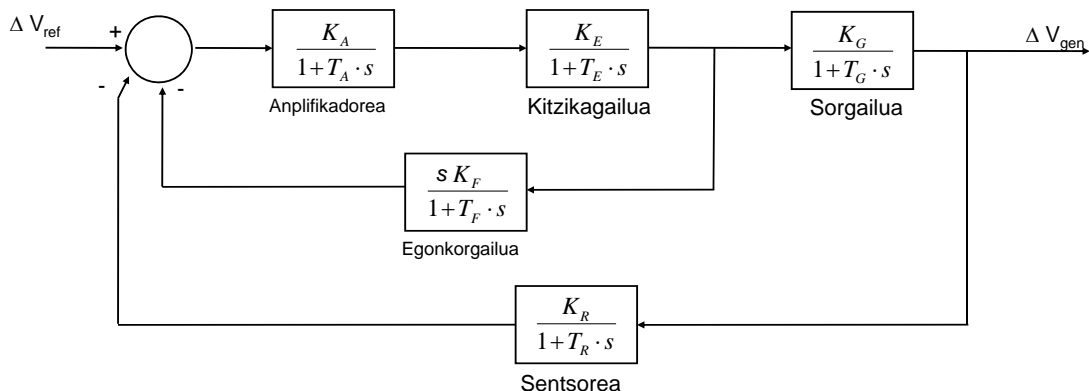 Δ V_ref
+
-
-
K_A
1+T_A · s
Anplifikadorea
K_E
1+T_E · s
Kitzikagailua
K_G
1+T_G · s
Sorgailua
Δ V_gen
s K_F
1+T_F · s
Egonkorgailua
K_R
1+T_R · s
Sentsorea